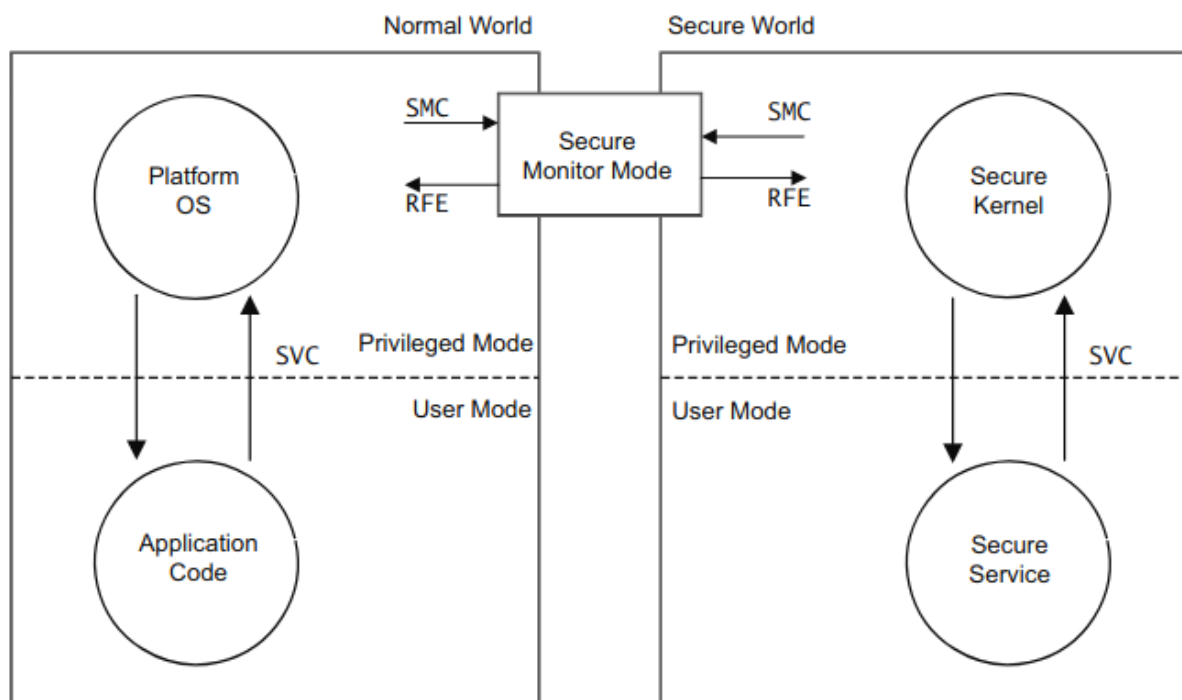 Normal World
Secure World
SMC
SMC
Secure
Monitor Mode
Platform
OS
Secure
Kernel
RFE
RFE
SVC
Privileged Mode
Privileged Mode
SVC
User Mode
User Mode
Application
Code
Secure
Service